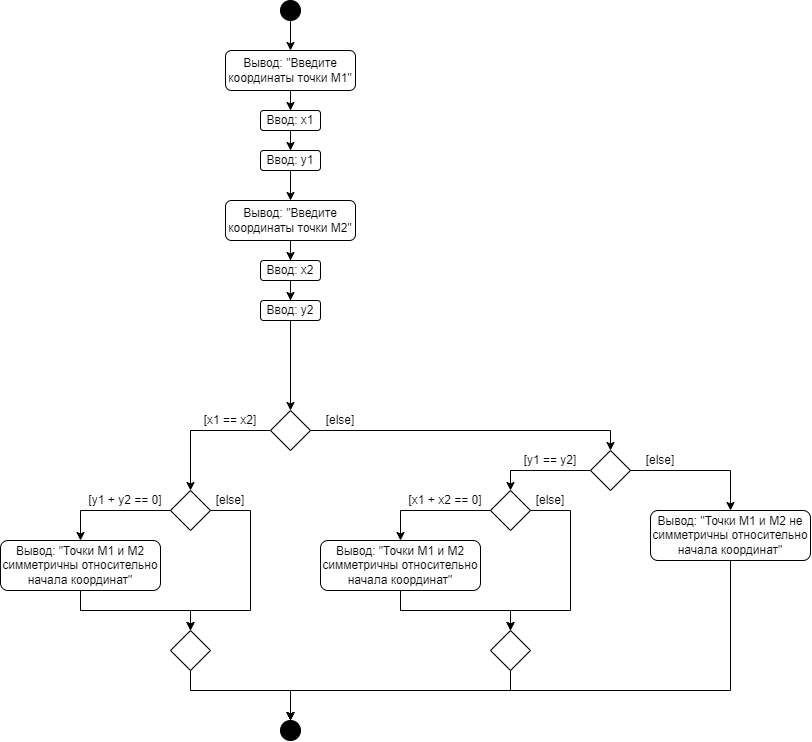 Вывод: "Введите
координаты точки M1"
Ввод: x1
Ввод: y1
Вывод: "Введите
координаты точки M2"
Ввод: x2
Ввод: y2
[x1 == x2]
[else]
[y1 == y2]
[else]
[y1 + y2 == 0]
[else]
[x1 + x2 == 0]
[else]
Вывод: "Точки M1 и M2
симметричны относительно
начала координат"
Вывод: "Точки M1 и M2
симметричны относительно
начала координат"
Вывод: "Точки M1 и M2 не
симметричны относительно
начала координат"